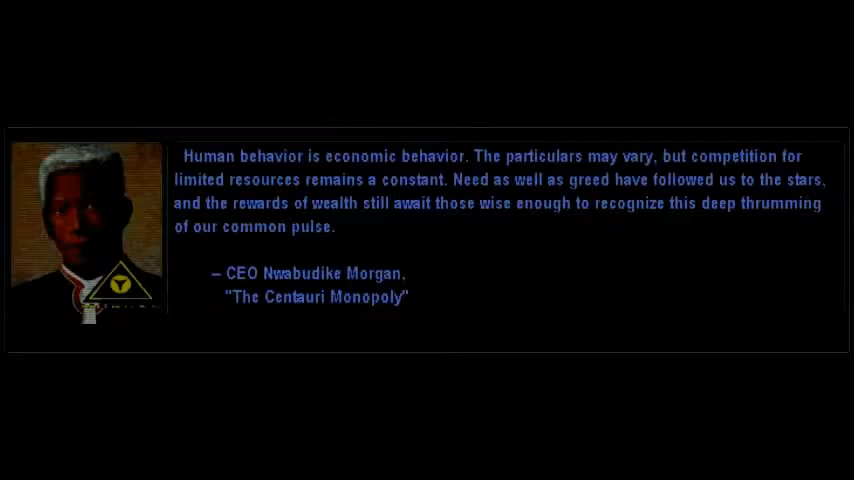 Human behavior is economic behavior. The particulars may vary, but competition for
limited resources remains a constant. Need as well as greed have followed us to the stars,
and the rewards of wealth still await those wise enough to recognize this deep thrumming
of our common pulse.
– CEO Nwabudike Morgan,
"The Centauri Monopoly"